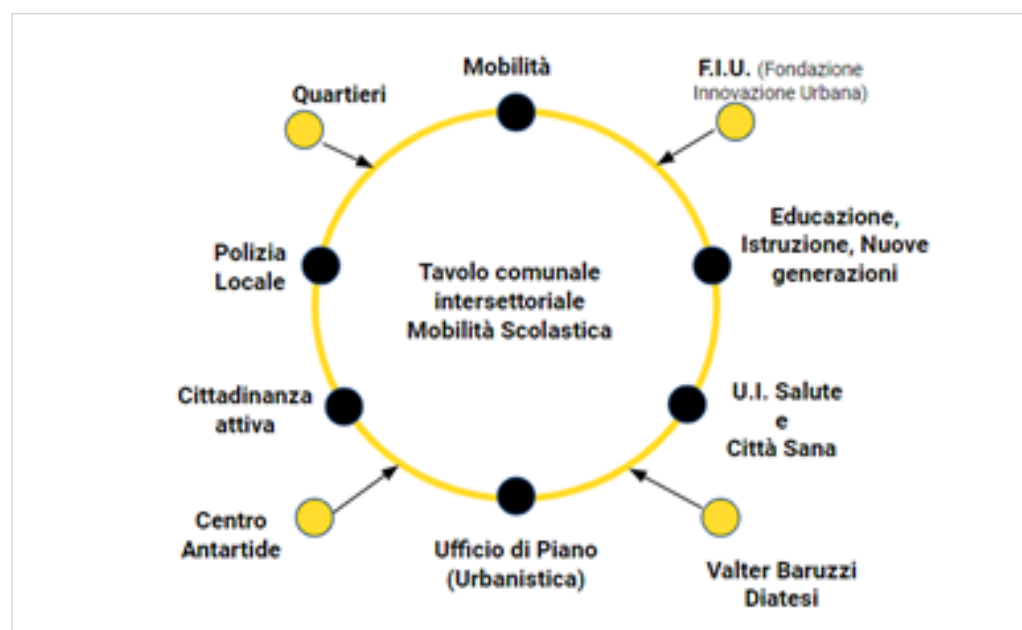 Mobilità
F.I.U. (Fondazione
Innovazione Urbana)
Quartieri
Educazione,
Istruzione, Nuove
generazioni
Polizia
Locale
Tavolo comunale
intersettoriale
Mobilità Scolastica
Cittadinanza
attiva
U.I. Salute
e
Città Sana
Centro
Antartide
Ufficio di Piano
(Urbanistica)
Valter Baruzzi
Diatesi